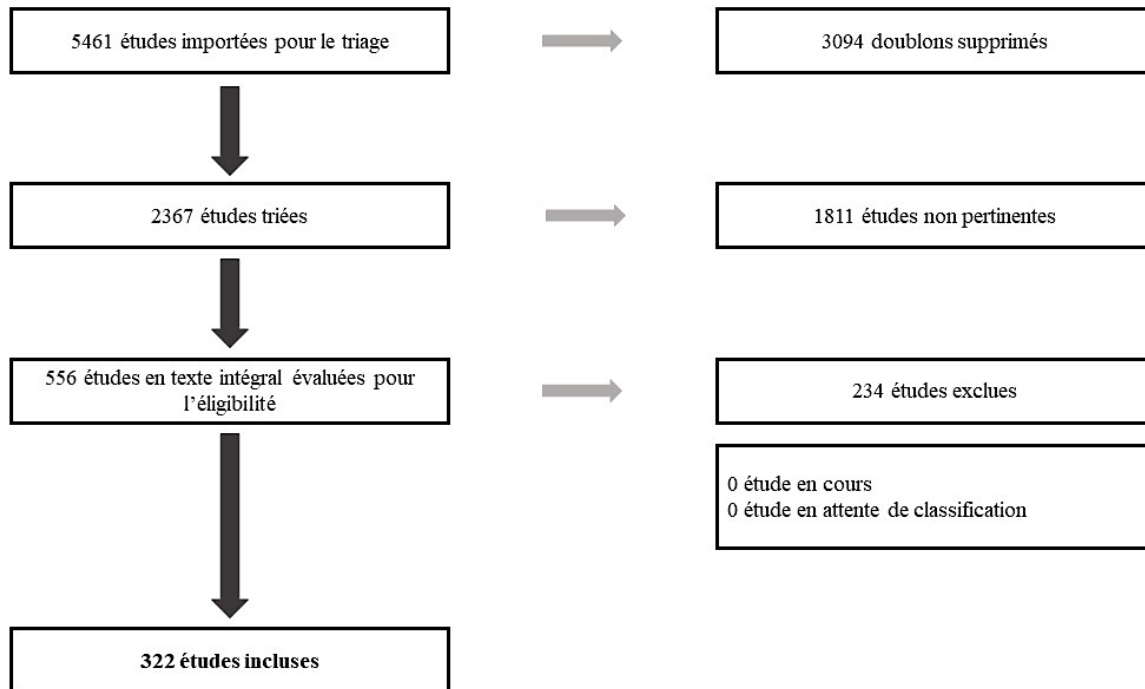 5461 études importées pour le triage
3094 doublons supprimés
2367 études triées
1811 études non pertinentes
556 études en texte intégral évaluées pour
l’éligibilité
234 études exclues
0 étude en cours
0 étude en attente de classification
322 études incluses